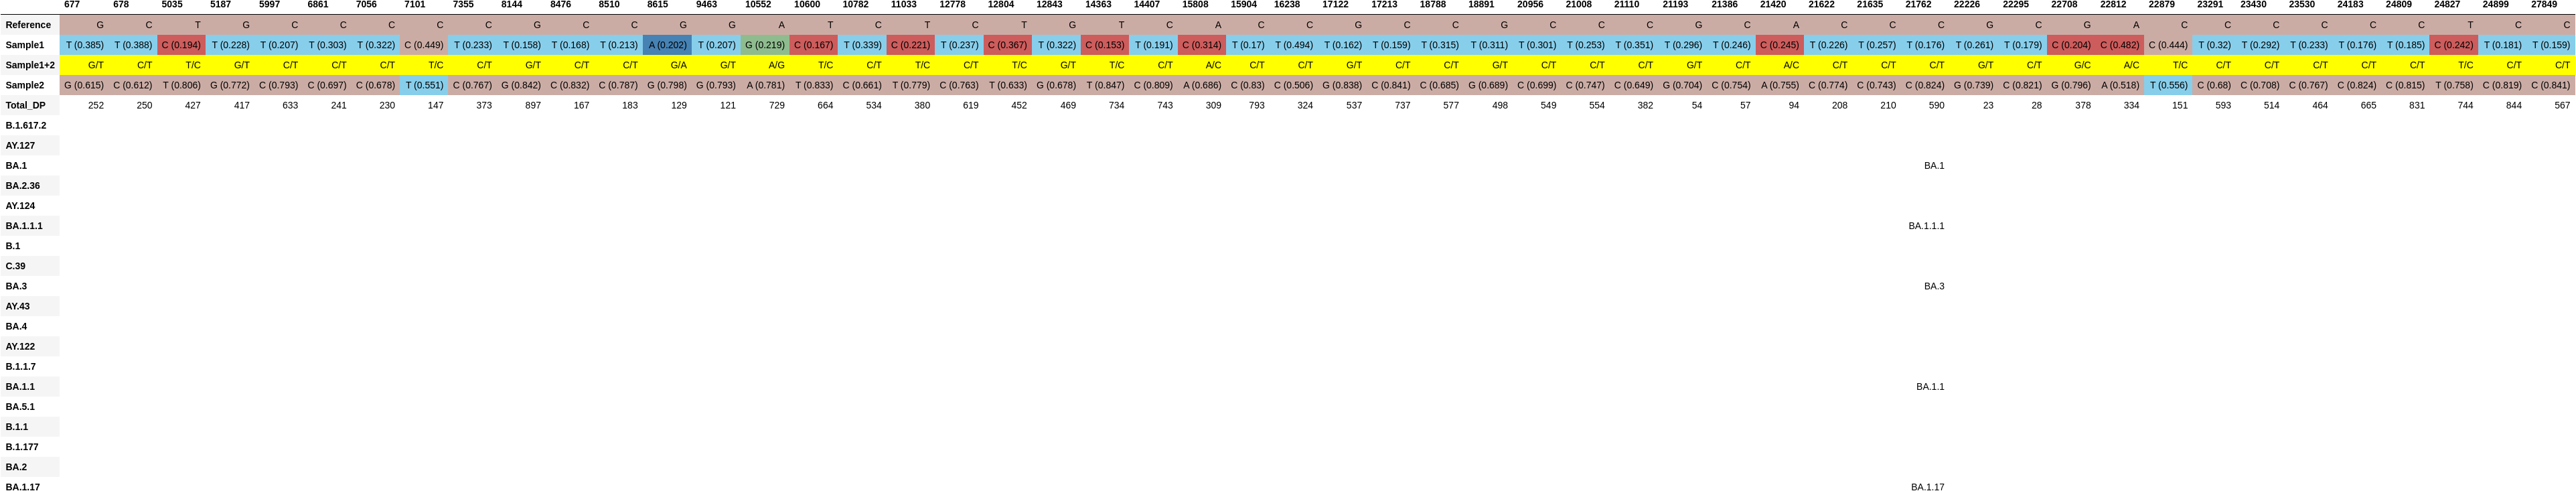 677 678 5035 5187 5997 6861 7056 7101 7355 8144 8476 8510 8615 9463 10552 10600 10782 11033 12778 12804 12843 14363 14407 15808 15904 16238 17122 17213 18788 18891 20956 21008 21110 21193 21386 21420 21622 21635 21762 22226 22295 22708 22812 22879 23291 23430 23530 24183 24809 24827 24899 27849
Reference G C T G C C C C C G C C G G A T C T C T G T C A C C G C C G C C C G C A C C C G C G A C C C C C C T C C
Sample1 T (0.385) T (0.388) C (0.194) T (0.228) T (0.207) T (0.303) T (0.322) C (0.449) T (0.233) T (0.158) T (0.168) T (0.213) A (0.202) T (0.207) G (0.219) C (0.167) T (0.339) C (0.221) T (0.237) C (0.367) T (0.322) C (0.153) T (0.191) C (0.314) T (0.17) T (0.494) T (0.162) T (0.159) T (0.315) T (0.311) T (0.301) T (0.253) T (0.351) T (0.296) T (0.246) C (0.245) T (0.226) T (0.257) T (0.176) T (0.261) T (0.179) C (0.204) C (0.482) C (0.444) T (0.32) T (0.292) T (0.233) T (0.176) T (0.185) C (0.242) T (0.181) T (0.159)
Sample1+2 G/T C/T T/C G/T C/T C/T C/T T/C C/T G/T C/T C/T G/A G/T A/G T/C C/T T/C C/T T/C G/T T/C C/T A/C C/T C/T G/T C/T C/T G/T C/T C/T C/T G/T C/T A/C C/T C/T C/T G/T C/T G/C A/C T/C C/T C/T C/T C/T C/T T/C C/T C/T
Sample2 G (0.615) C (0.612) T (0.806) G (0.772) C (0.793) C (0.697) C (0.678) T (0.551) C (0.767) G (0.842) C (0.832) C (0.787) G (0.798) G (0.793) A (0.781) T (0.833) C (0.661) T (0.779) C (0.763) T (0.633) G (0.678) T (0.847) C (0.809) A (0.686) C (0.83) C (0.506) G (0.838) C (0.841) C (0.685) G (0.689) C (0.699) C (0.747) C (0.649) G (0.704) C (0.754) A (0.755) C (0.774) C (0.743) C (0.824) G (0.739) C (0.821) G (0.796) A (0.518) T (0.556) C (0.68) C (0.708) C (0.767) C (0.824) C (0.815) T (0.758) C (0.819) C (0.841)
Total_DP 252 250 427 417 633 241 230 147 373 897 167 183 129 121 729 664 534 380 619 452 469 734 743 309 793 324 537 737 577 498 549 554 382 54 57 94 208 210 590 23 28 378 334 151 593 514 464 665 831 744 844 567
B.1.617.2
AY.127
BA.1 BA.1
BA.2.36
AY.124
BA.1.1.1 BA.1.1.1
B.1
C.39
BA.3 BA.3
AY.43
BA.4
AY.122
B.1.1.7
BA.1.1 BA.1.1
BA.5.1
B.1.1
B.1.177
BA.2
BA.1.17 BA.1.17